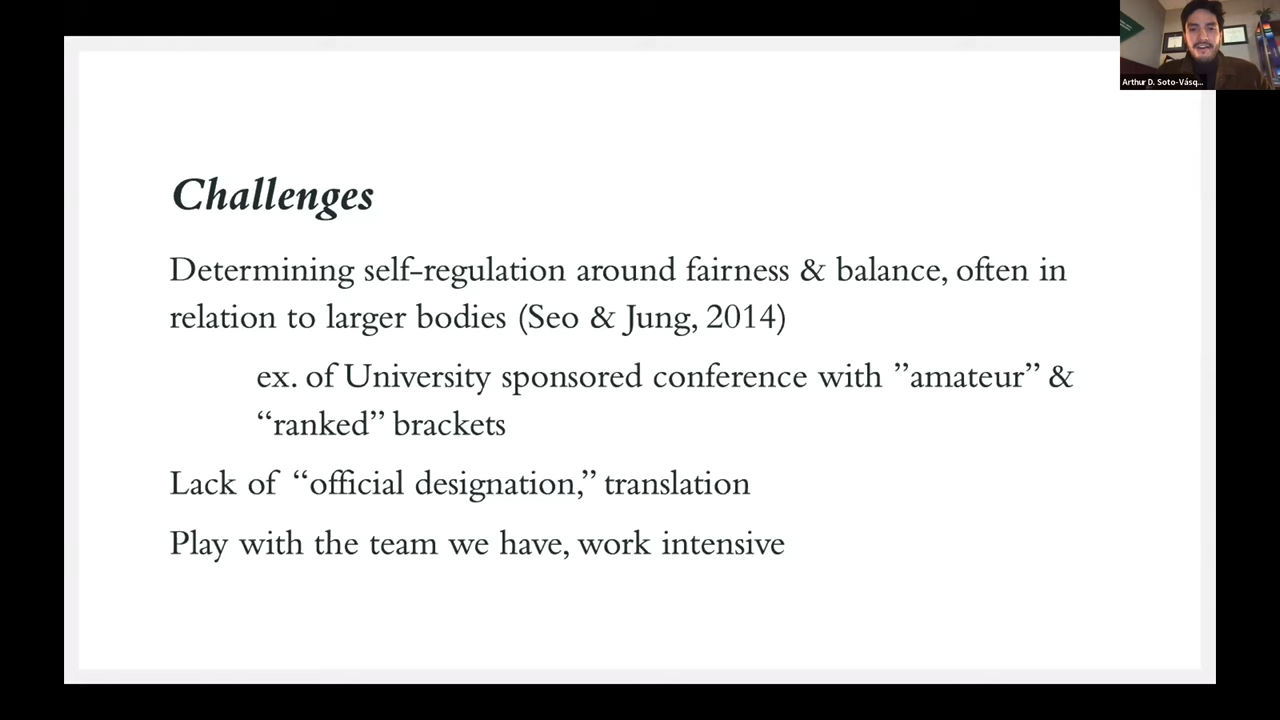 Arthur D. Soto-Vásq...
Challenges
Determining self-regulation around fairness & balance, often in
relation to larger bodies (Seo & Jung, 2014)
ex. of University sponsored conference with ”amateur” &
“ranked” brackets
Lack of “official designation,” translation
Play with the team we have, work intensive